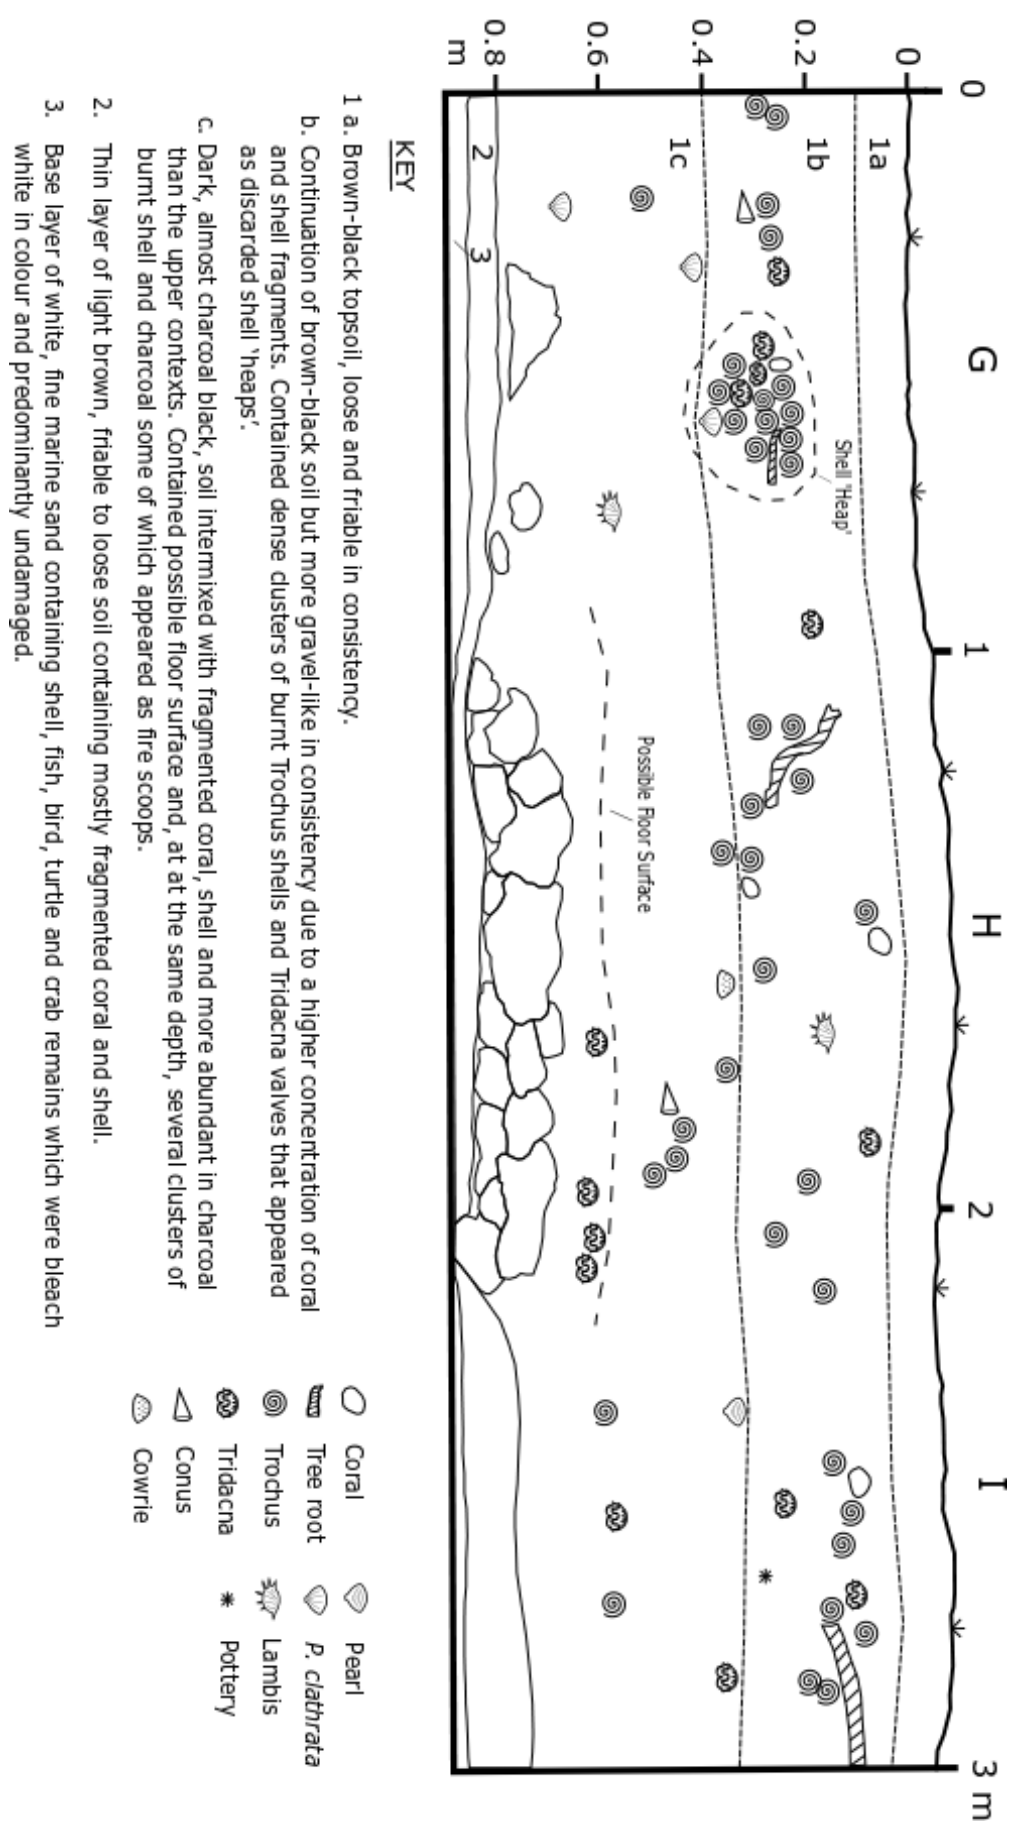 0
G
1
H
2
I
3 m
0
0.2
0.4
0.6
0.8
m
1a
1b
1c
2
3
Shell 'Heap'
Possible Floor Surface
KEY
1 a. Brown-black topsoil, loose and friable in consistency.
b. Continuation of brown-black soil but more gravel-like in consistency due to a higher concentration of coral
and shell fragments. Contained dense clusters of burnt Trochus shells and Tridacna valves that appeared
as discarded shell 'heaps'.
c. Dark, almost charcoal black, soil intermixed with fragmented coral, shell and more abundant in charcoal
than the upper contexts. Contained possible floor surface and, at at the same depth, several clusters of
burnt shell and charcoal some of which appeared as fire scoops.
2. Thin layer of light brown, friable to loose soil containing mostly fragmented coral and shell.
3. Base layer of white, fine marine sand containing shell, fish, bird, turtle and crab remains which were bleach
white in colour and predominantly undamaged.
Coral
Tree root
Trochus
Tridacna
Conus
Cowrie
Pearl
P. clathrata
Lambis
Pottery